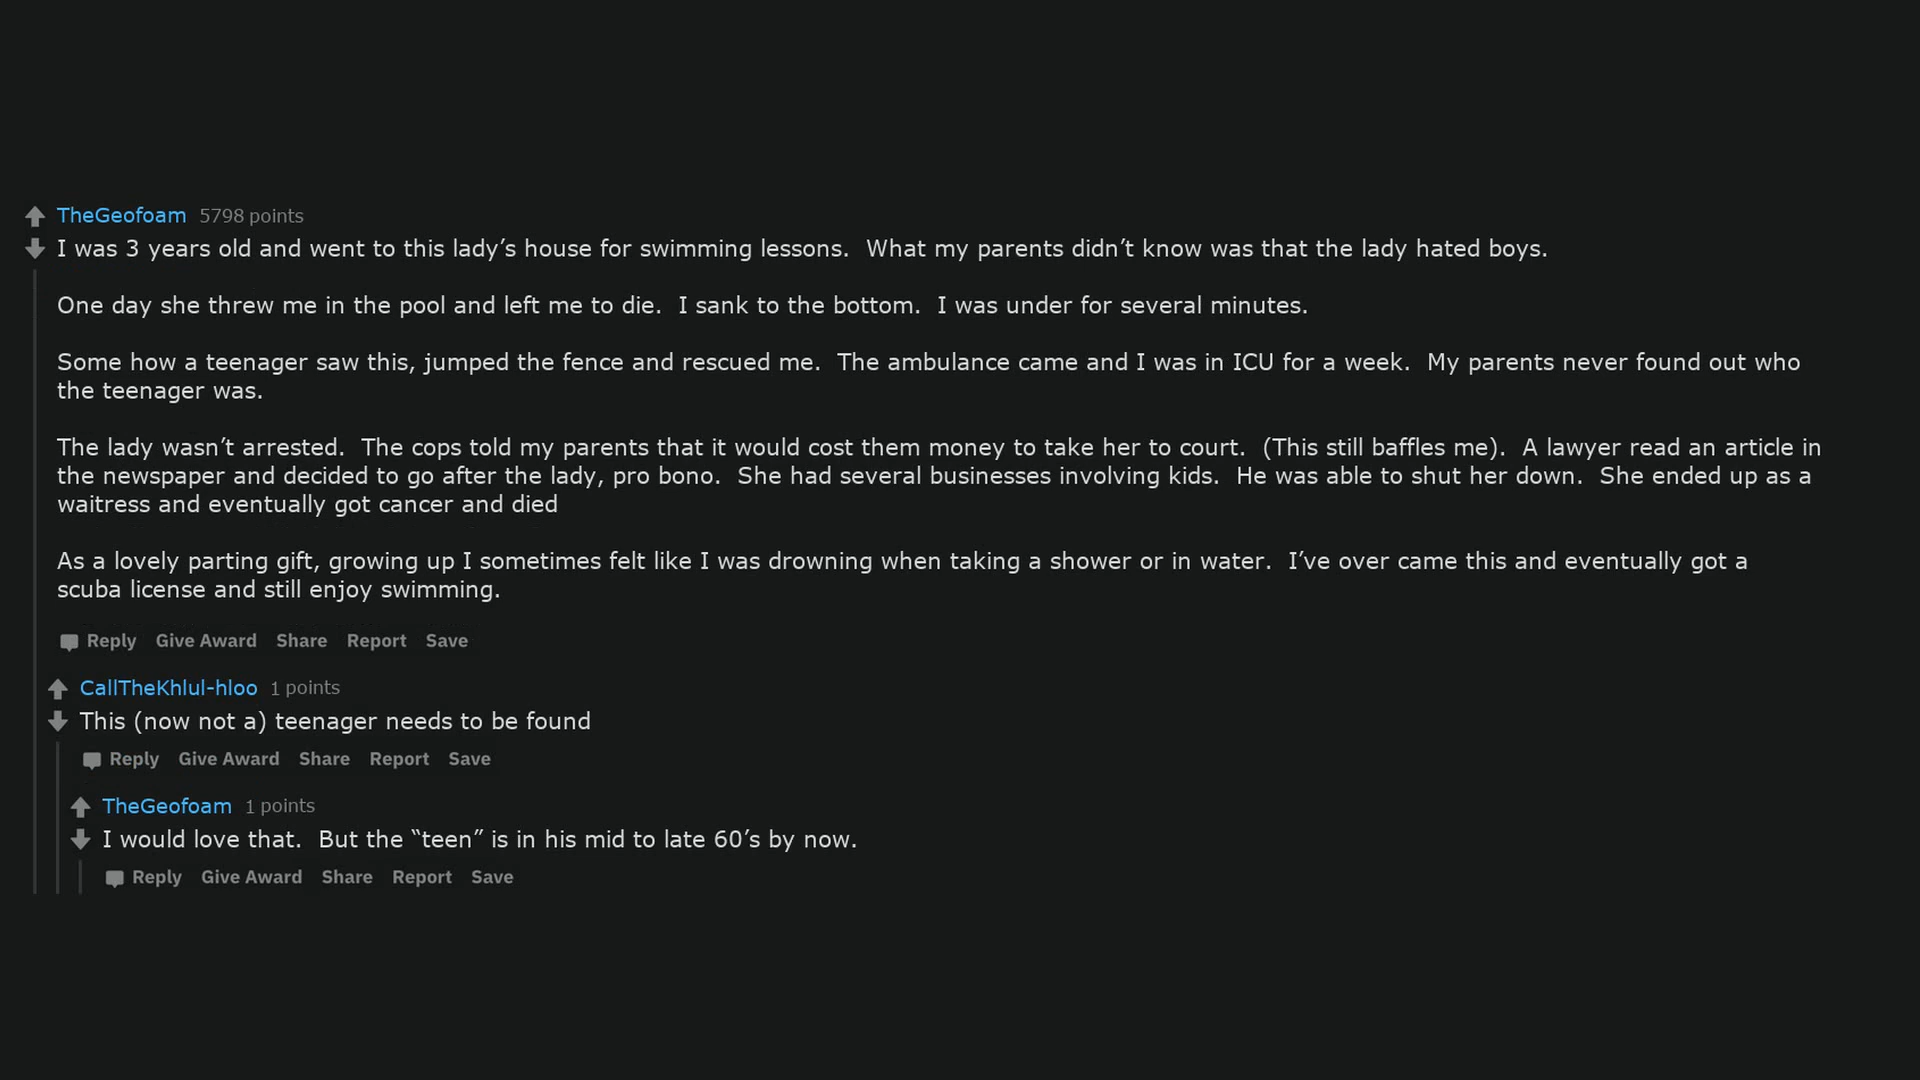 TheGeofoam 5798 points
I was 3 years old and went to this lady’s house for swimming lessons.  What my parents didn’t know was that the lady hated boys.
One day she threw me in the pool and left me to die.  I sank to the bottom.  I was under for several minutes.
Some how a teenager saw this, jumped the fence and rescued me.  The ambulance came and I was in ICU for a week.  My parents never found out who
the teenager was.
The lady wasn’t arrested.  The cops told my parents that it would cost them money to take her to court.  (This still baffles me).  A lawyer read an article in
the newspaper and decided to go after the lady, pro bono.  She had several businesses involving kids.  He was able to shut her down.  She ended up as a
waitress and eventually got cancer and died
As a lovely parting gift, growing up I sometimes felt like I was drowning when taking a shower or in water.  I’ve over came this and eventually got a
scuba license and still enjoy swimming.
Reply Give Award Share Report Save
CallTheKhlul-hloo 1 points
This (now not a) teenager needs to be found
Reply Give Award Share Report Save
TheGeofoam 1 points
I would love that.  But the “teen” is in his mid to late 60’s by now.
Reply Give Award Share Report Save